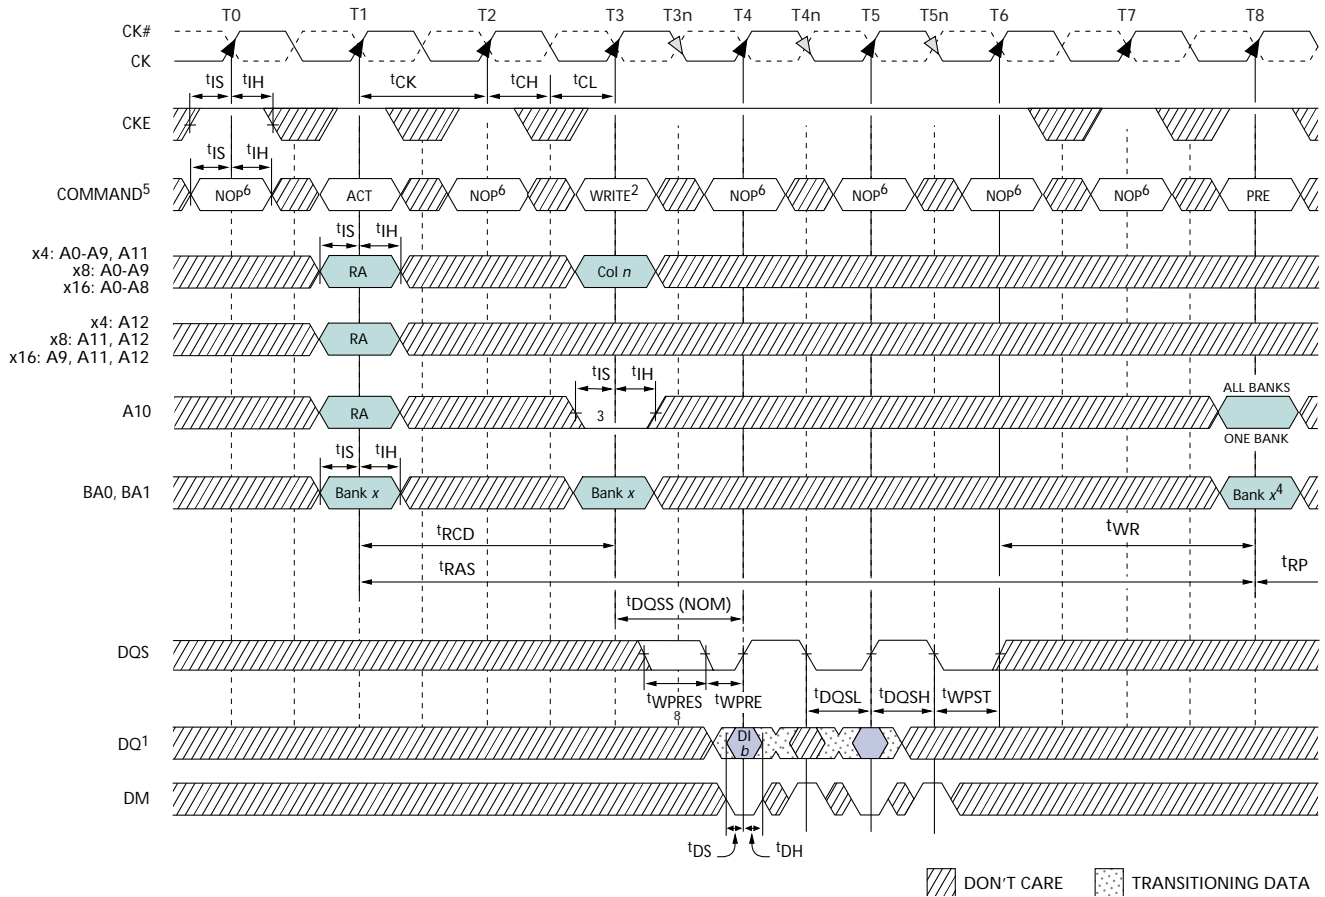 T0 T1 T2 T3 T3n T4 T4n T5 T5n T6 T7 T8
CK#
CK
tIS tIH tCK tCH tCL
CKE
tIS tIH
COMMAND5 NOP6 ACT NOP6 WRITE2 NOP6 NOP6 NOP6 NOP6 PRE
tIS tIH
x4: A0-A9, A11
x8: A0-A9
x16: A0-A8
RA Col n
x4: A12
x8: A11, A12
x16: A9, A11, A12
RA
tIS tIH
ALL BANKS
A10 RA 3
ONE BANK
tIS tIH
BA0, BA1 Bank x Bank x Bank x4
tRCD tWR
tRAS tRP
tDQSS (NOM)
DQS
tWPRES tWPRE tDQSL tDQSH tWPST
8
DQ1 DI
b
DM
tDS tDH
DON'T CARE TRANSITIONING DATA